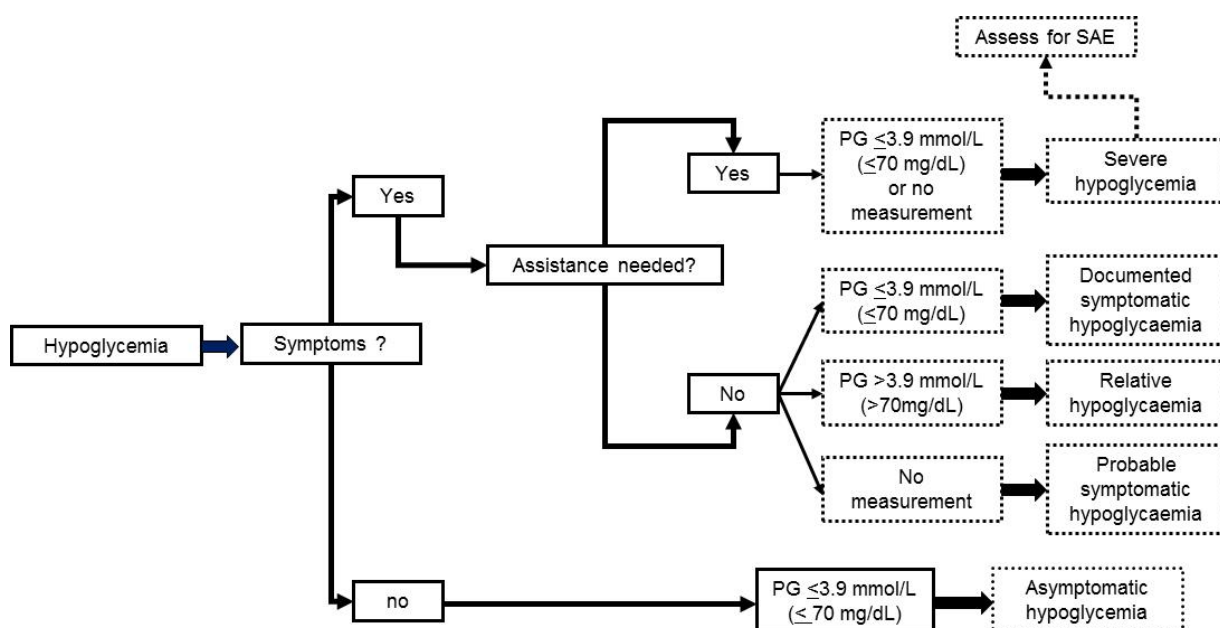 Assess for SAE
Yes
PG ≤3.9 mmol/L
(≤70 mg/dL)
or no
measurement
Severe
hypoglycemia
Yes
Assistance needed?
PG ≤3.9 mmol/L
(≤70 mg/dL)
Documented
symptomatic
hypoglycaemia
Hypoglycemia
Symptoms ?
No
PG >3.9 mmol/L
(>70mg/dL)
Relative
hypoglycaemia
No
measurement
Probable
symptomatic
hypoglycaemia
no
PG ≤3.9 mmol/L
(≤ 70 mg/dL)
Asymptomatic
hypoglycemia